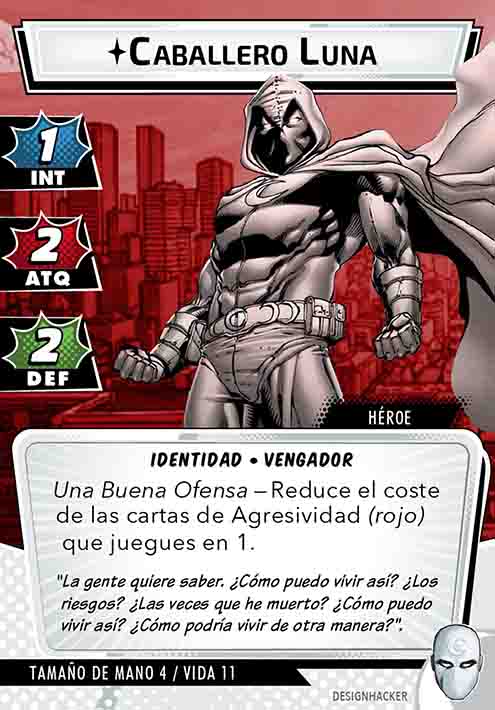 Caballero Luna
1
INT
2
ATQ
2
DEF
HÉROE
IDENTIDAD • VENGADOR
Una Buena Ofensa – Reduce el coste
de las cartas de Agresividad (rojo)
que juegues en 1.
"La gente quiere saber. ¿Cómo puedo vivir así? ¿Los
riesgos? ¿Las veces que he muerto? ¿Cómo puedo
vivir así? ¿Cómo podría vivir de otra manera?".
TAMAÑO DE MANO 4 / VIDA 11
DESIGNHACKER